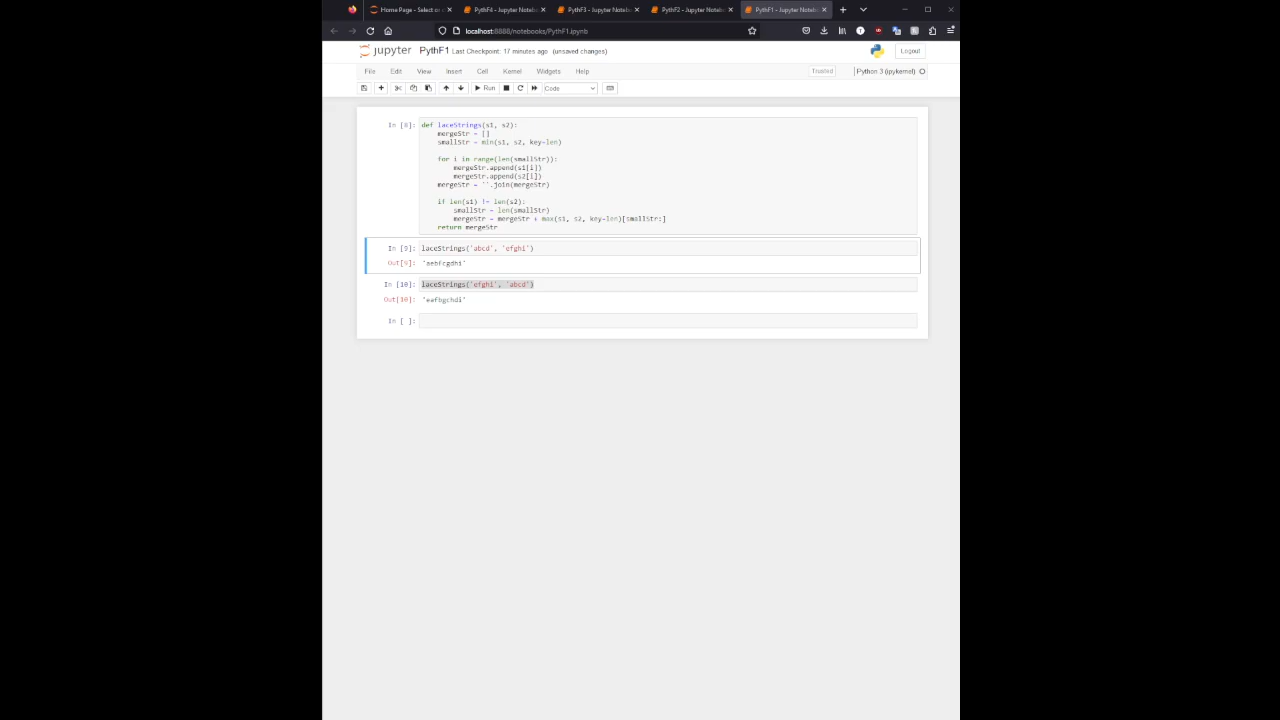 Home Page - Select or c
PythF4 - Jupyter Notebo
PythF3 - Jupyter Notebo
PythF2 - Jupyter Notebo
PythF1 - Jupyter Notebo
localhost:8888/notebooks/PythF1.ipynb
jupyter PythF1 Last Checkpoint: 17 minutes ago (unsaved changes) Logout
File Edit View Insert Cell Kernel Widgets Help Trusted Python 3 (ipykernel)
Run Code
In [8]: def laceStrings(s1, s2):
mergeStr = []
smallStr = min(s1, s2, key=len)
for i in range(len(smallStr)):
mergeStr.append(s1[i])
mergeStr.append(s2[i])
mergeStr = ''.join(mergeStr)
if len(s1) != len(s2):
smallStr = len(smallStr)
mergeStr = mergeStr + max(s1, s2, key=len)[smallStr:]
return mergeStr
In [9]: laceStrings('abcd', 'efghi')
Out[9]: 'aebfcgdhi'
In [10]: laceStrings('efghi', 'abcd')
Out[10]: 'eafbgchdi'
In [ ]: